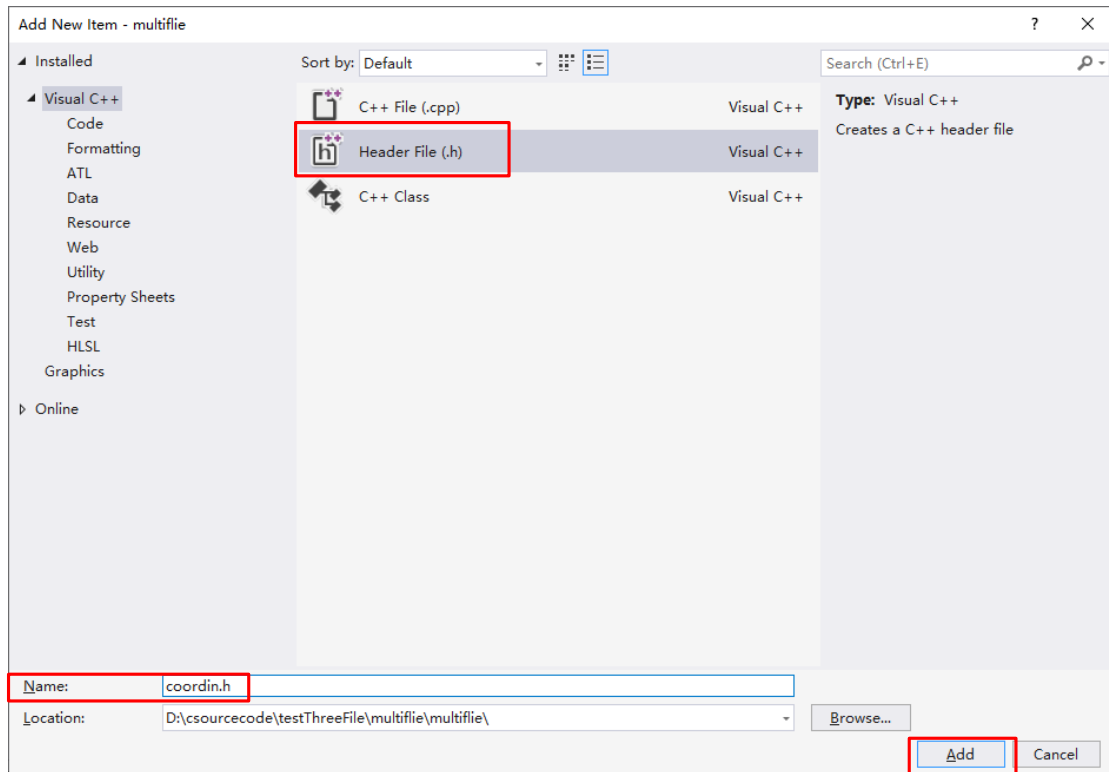 Add New Item - multiflie
? ×
Installed
Visual C++
Code
Formatting
ATL
Data
Resource
Web
Utility
Property Sheets
Test
HLSL
Graphics
Online
Sort by: Default
C++ File (.cpp) Visual C++
Header File (.h) Visual C++
C++ Class Visual C++
Search (Ctrl+E)
Type: Visual C++
Creates a C++ header file
Name: coordin.h
Location: D:\csourcecode\testThreeFile\multiflie\multiflie\
Browse...
Add Cancel